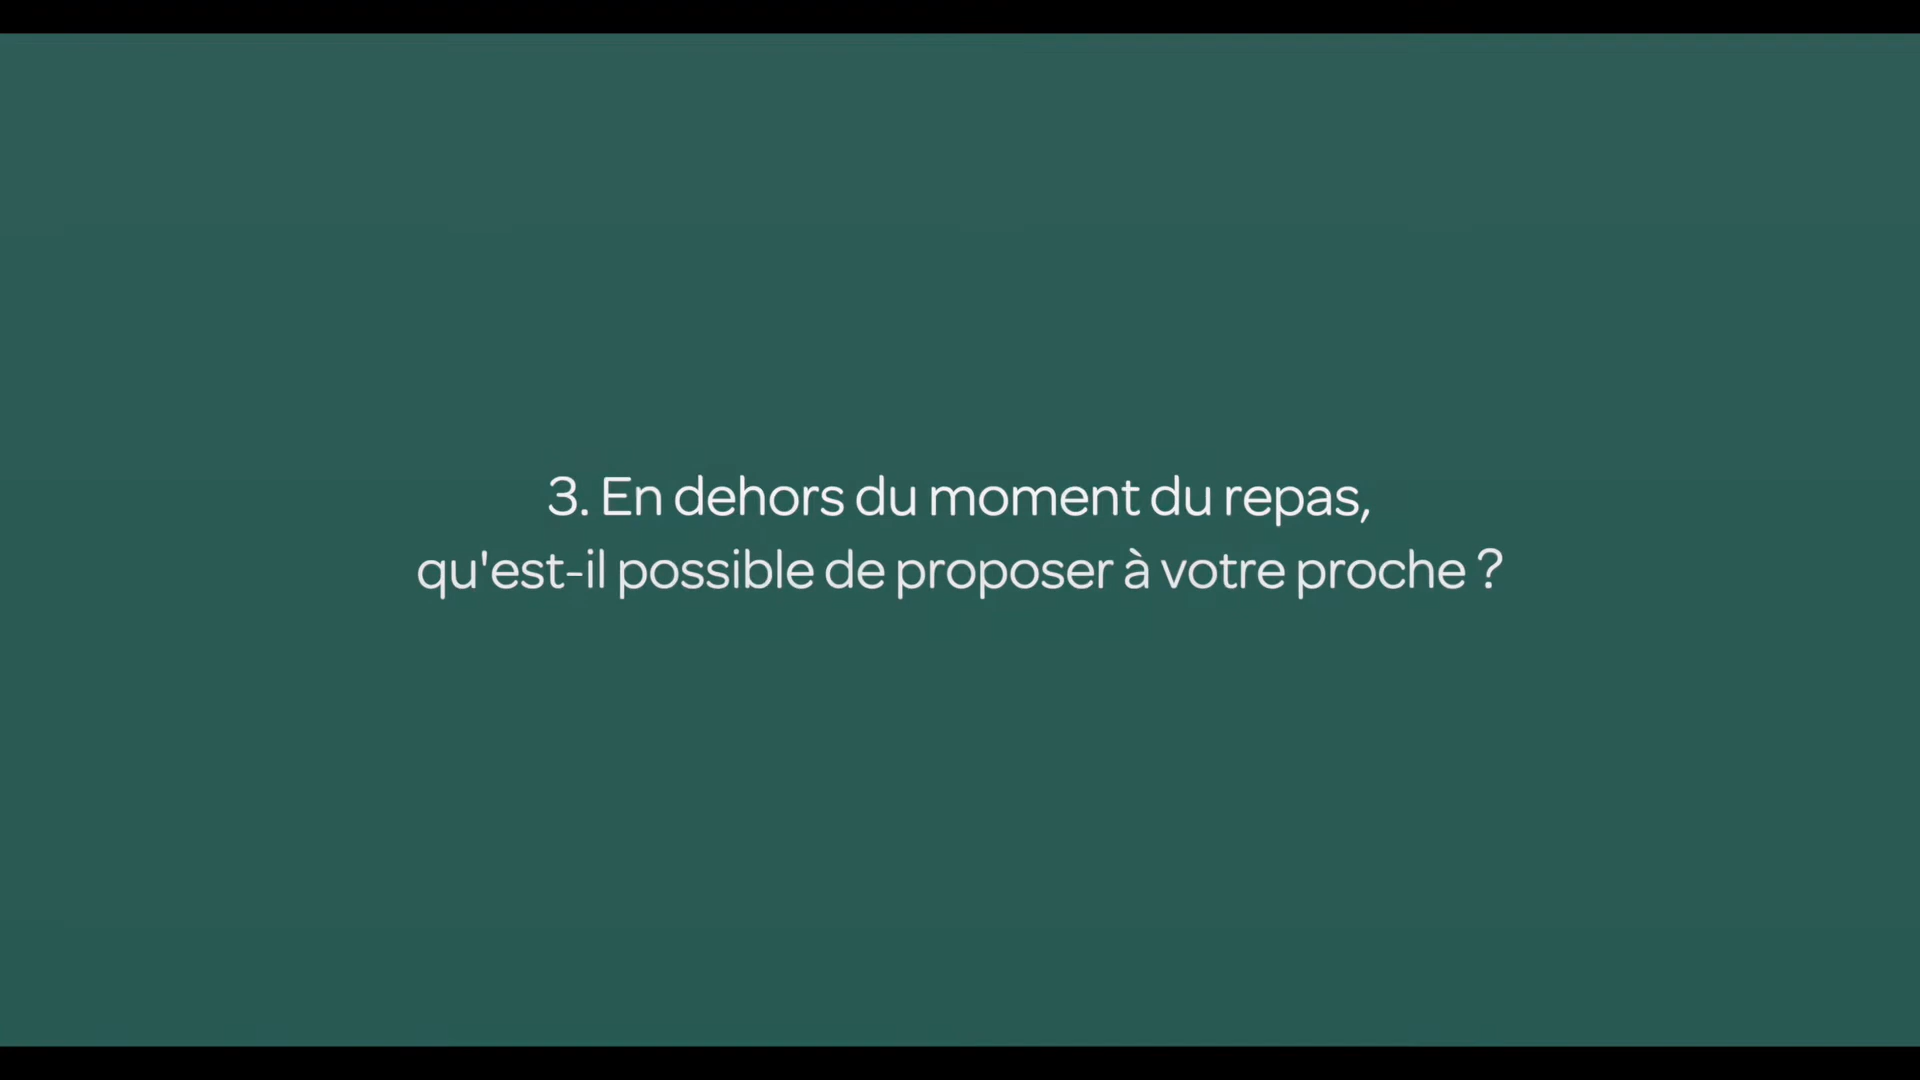 3. En dehors du moment du repas,
qu'est-il possible de proposer à votre proche ?